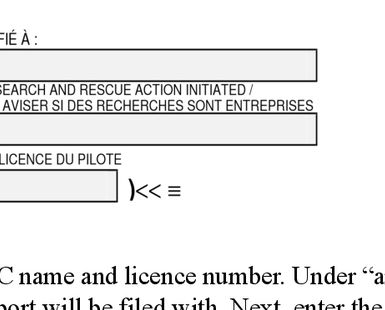 FIÉ À :
SEARCH AND RESCUE ACTION INITIATED /
AVISER SI DES RECHERCHES SONT ENTREPRISES
LICENCE DU PILOTE
)<< ≡
C name and licence number. Under “a
port will be filed with. Next, enter the